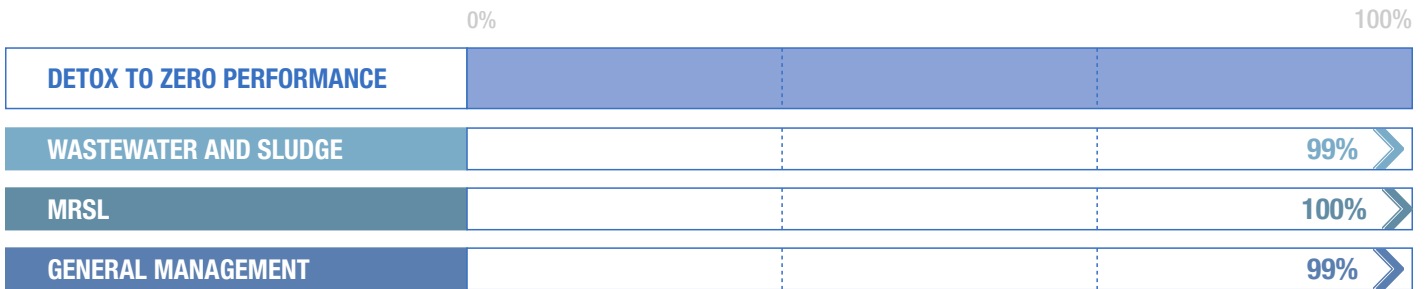 0% 100%
DETOX TO ZERO PERFORMANCE
WASTEWATER AND SLUDGE 99%
MRSL 100%
GENERAL MANAGEMENT 99%